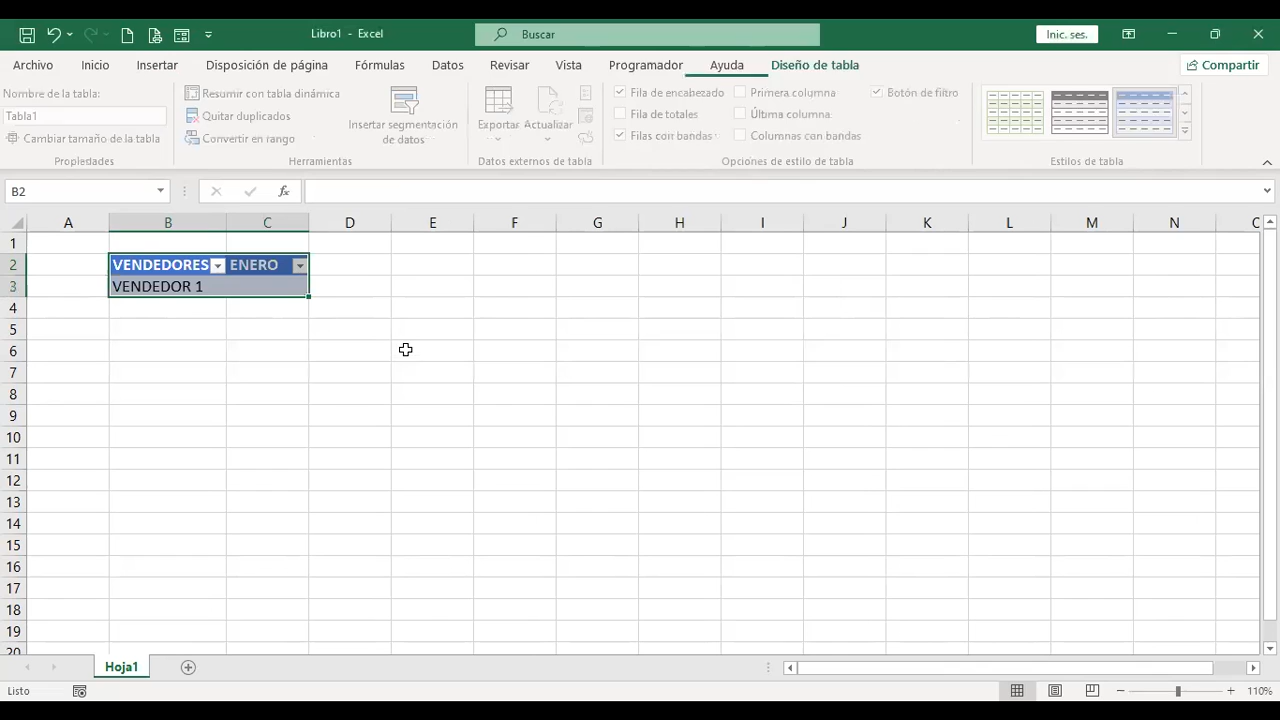 Libro1 - Excel
Buscar
Inic. ses.
Archivo Inicio Insertar Disposición de página Fórmulas Datos Revisar Vista Programador Ayuda Diseño de tabla Compartir
Nombre de la tabla:
Tabla1
Cambiar tamaño de la tabla
Propiedades
Resumir con tabla dinámica
Quitar duplicados
Convertir en rango
de datos
Herramientas
Exportar Actualizar
Datos externos de tabla
Fila de encabezado Primera columna Botón de filtro
Última columna
Filas con bandas Columnas con bandas
Opciones de estilo de tabla
Estilos de tabla
B2
fx
A B C D E F G H I J K L M N
1
2 VENDEDORES ENERO
3 VENDEDOR 1
4
5
6
7
8
9
10
11
12
13
14
15
16
17
18
19
20
Hoja1
Listo 110%